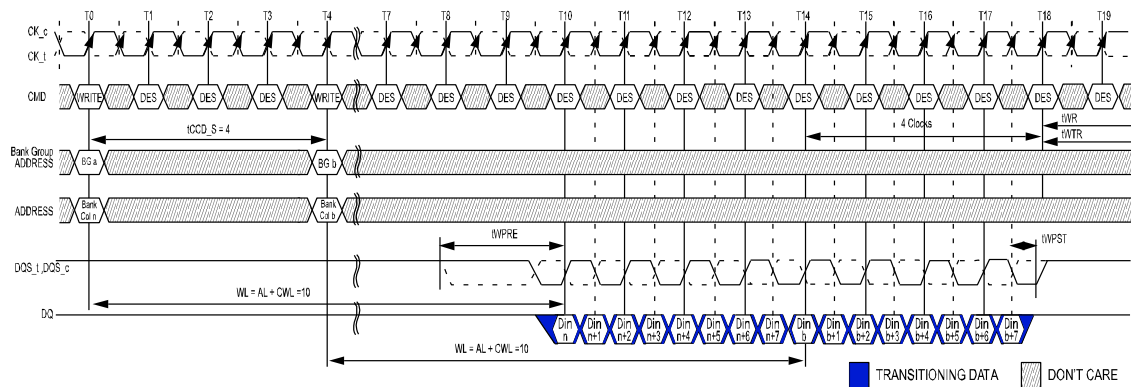 T0 T1 T2 T3 T4 T7 T8 T9 T10 T11 T12 T13 T14 T15 T16 T17 T18 T19
CK_c
CK_t
CMD WRITE DES DES DES WRITE DES DES DES DES DES DES DES DES DES DES DES DES DES
tCCD_S = 4
4 Clocks
tWR
tWTR
Bank Group
ADDRESS
BG a
BG b
ADDRESS
Bank
Col n
Bank
Col b
tWPRE
tWPST
DQS_t ,DQS_c
WL = AL + CWL =10
DQ
Din n
Din n+1
Din n+2
Din n+3
Din n+4
Din n+5
Din n+6
Din n+7
Din b
Din b+1
Din b+2
Din b+3
Din b+4
Din b+5
Din b+6
Din b+7
WL = AL + CWL =10
TRANSITIONING DATA
DON'T CARE